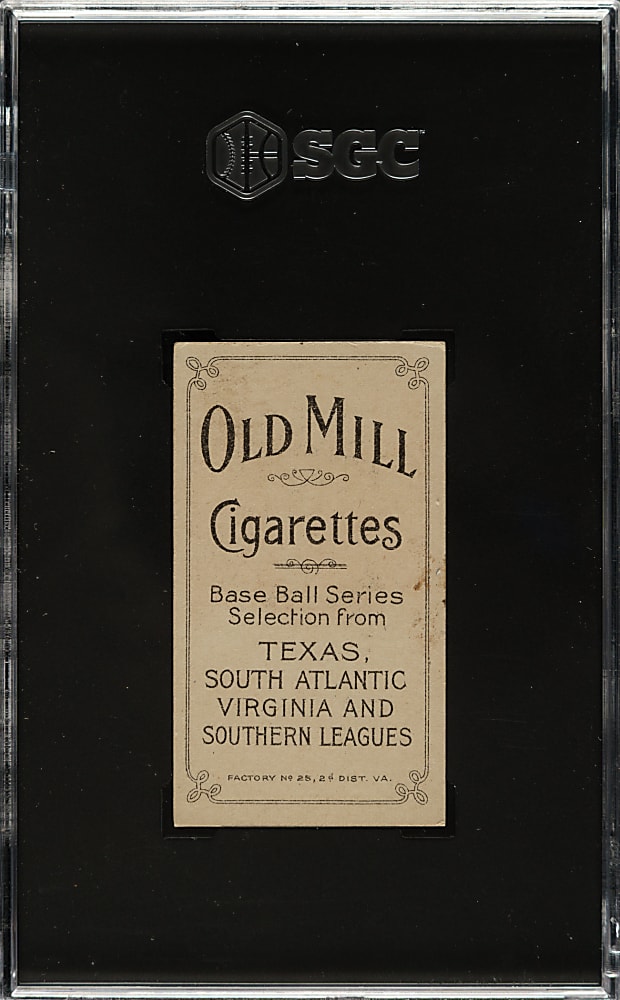 SGC
OLD MILL
Cigarettes
Base Ball Series
Selection from
TEXAS,
SOUTH ATLANTIC
VIRGINIA AND
SOUTHERN LEAGUES
FACTORY Nº 25, 2d DIST. VA.